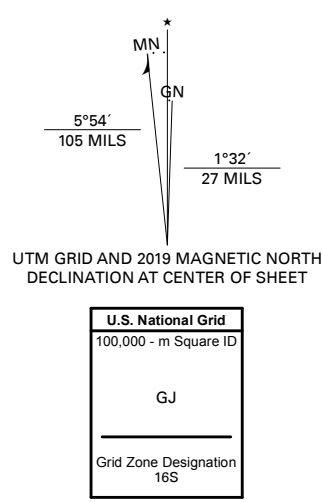 ★
MN
GN
5°54´
105 MILS
1°32´
27 MILS
UTM GRID AND 2019 MAGNETIC NORTH
DECLINATION AT CENTER OF SHEET
U.S. National Grid
100,000 - m Square ID
GJ
Grid Zone Designation
16S